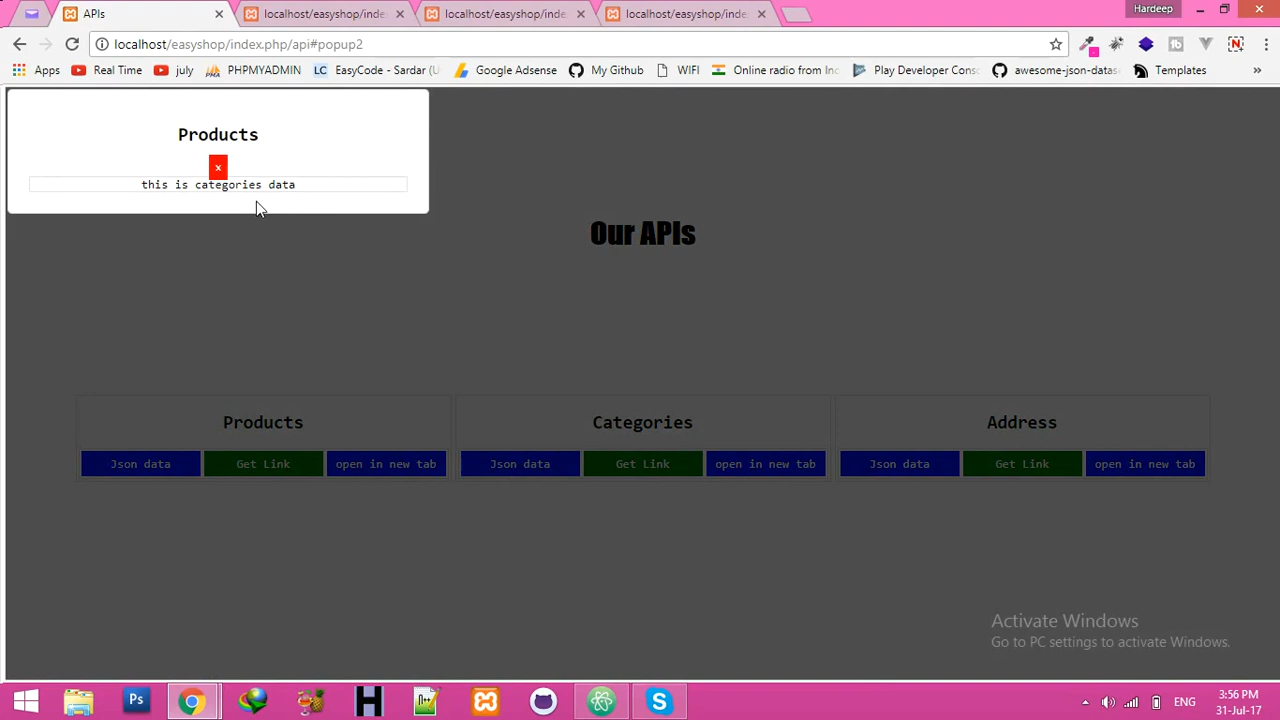 Hardeep
APIs
localhost/easyshop/inde
localhost/easyshop/inde
localhost/easyshop/inde
localhost/easyshop/index.php/api#popup2
Apps
Real Time
july
PHPMYADMIN
LC
EasyCode - Sardar (U
Google Adsense
My Github
WIFI
Online radio from Inc
Play Developer Cons
awesome-json-datas
Templates
»
Products
x
this is categories data
Our APIs
Products
Categories
Address
Json data
Get Link
open in new tab
Json data
Get Link
open in new tab
Json data
Get Link
open in new tab
Activate Windows
Go to PC settings to activate Windows.
Ps
H
ENG
3:56 PM
31-Jul-17